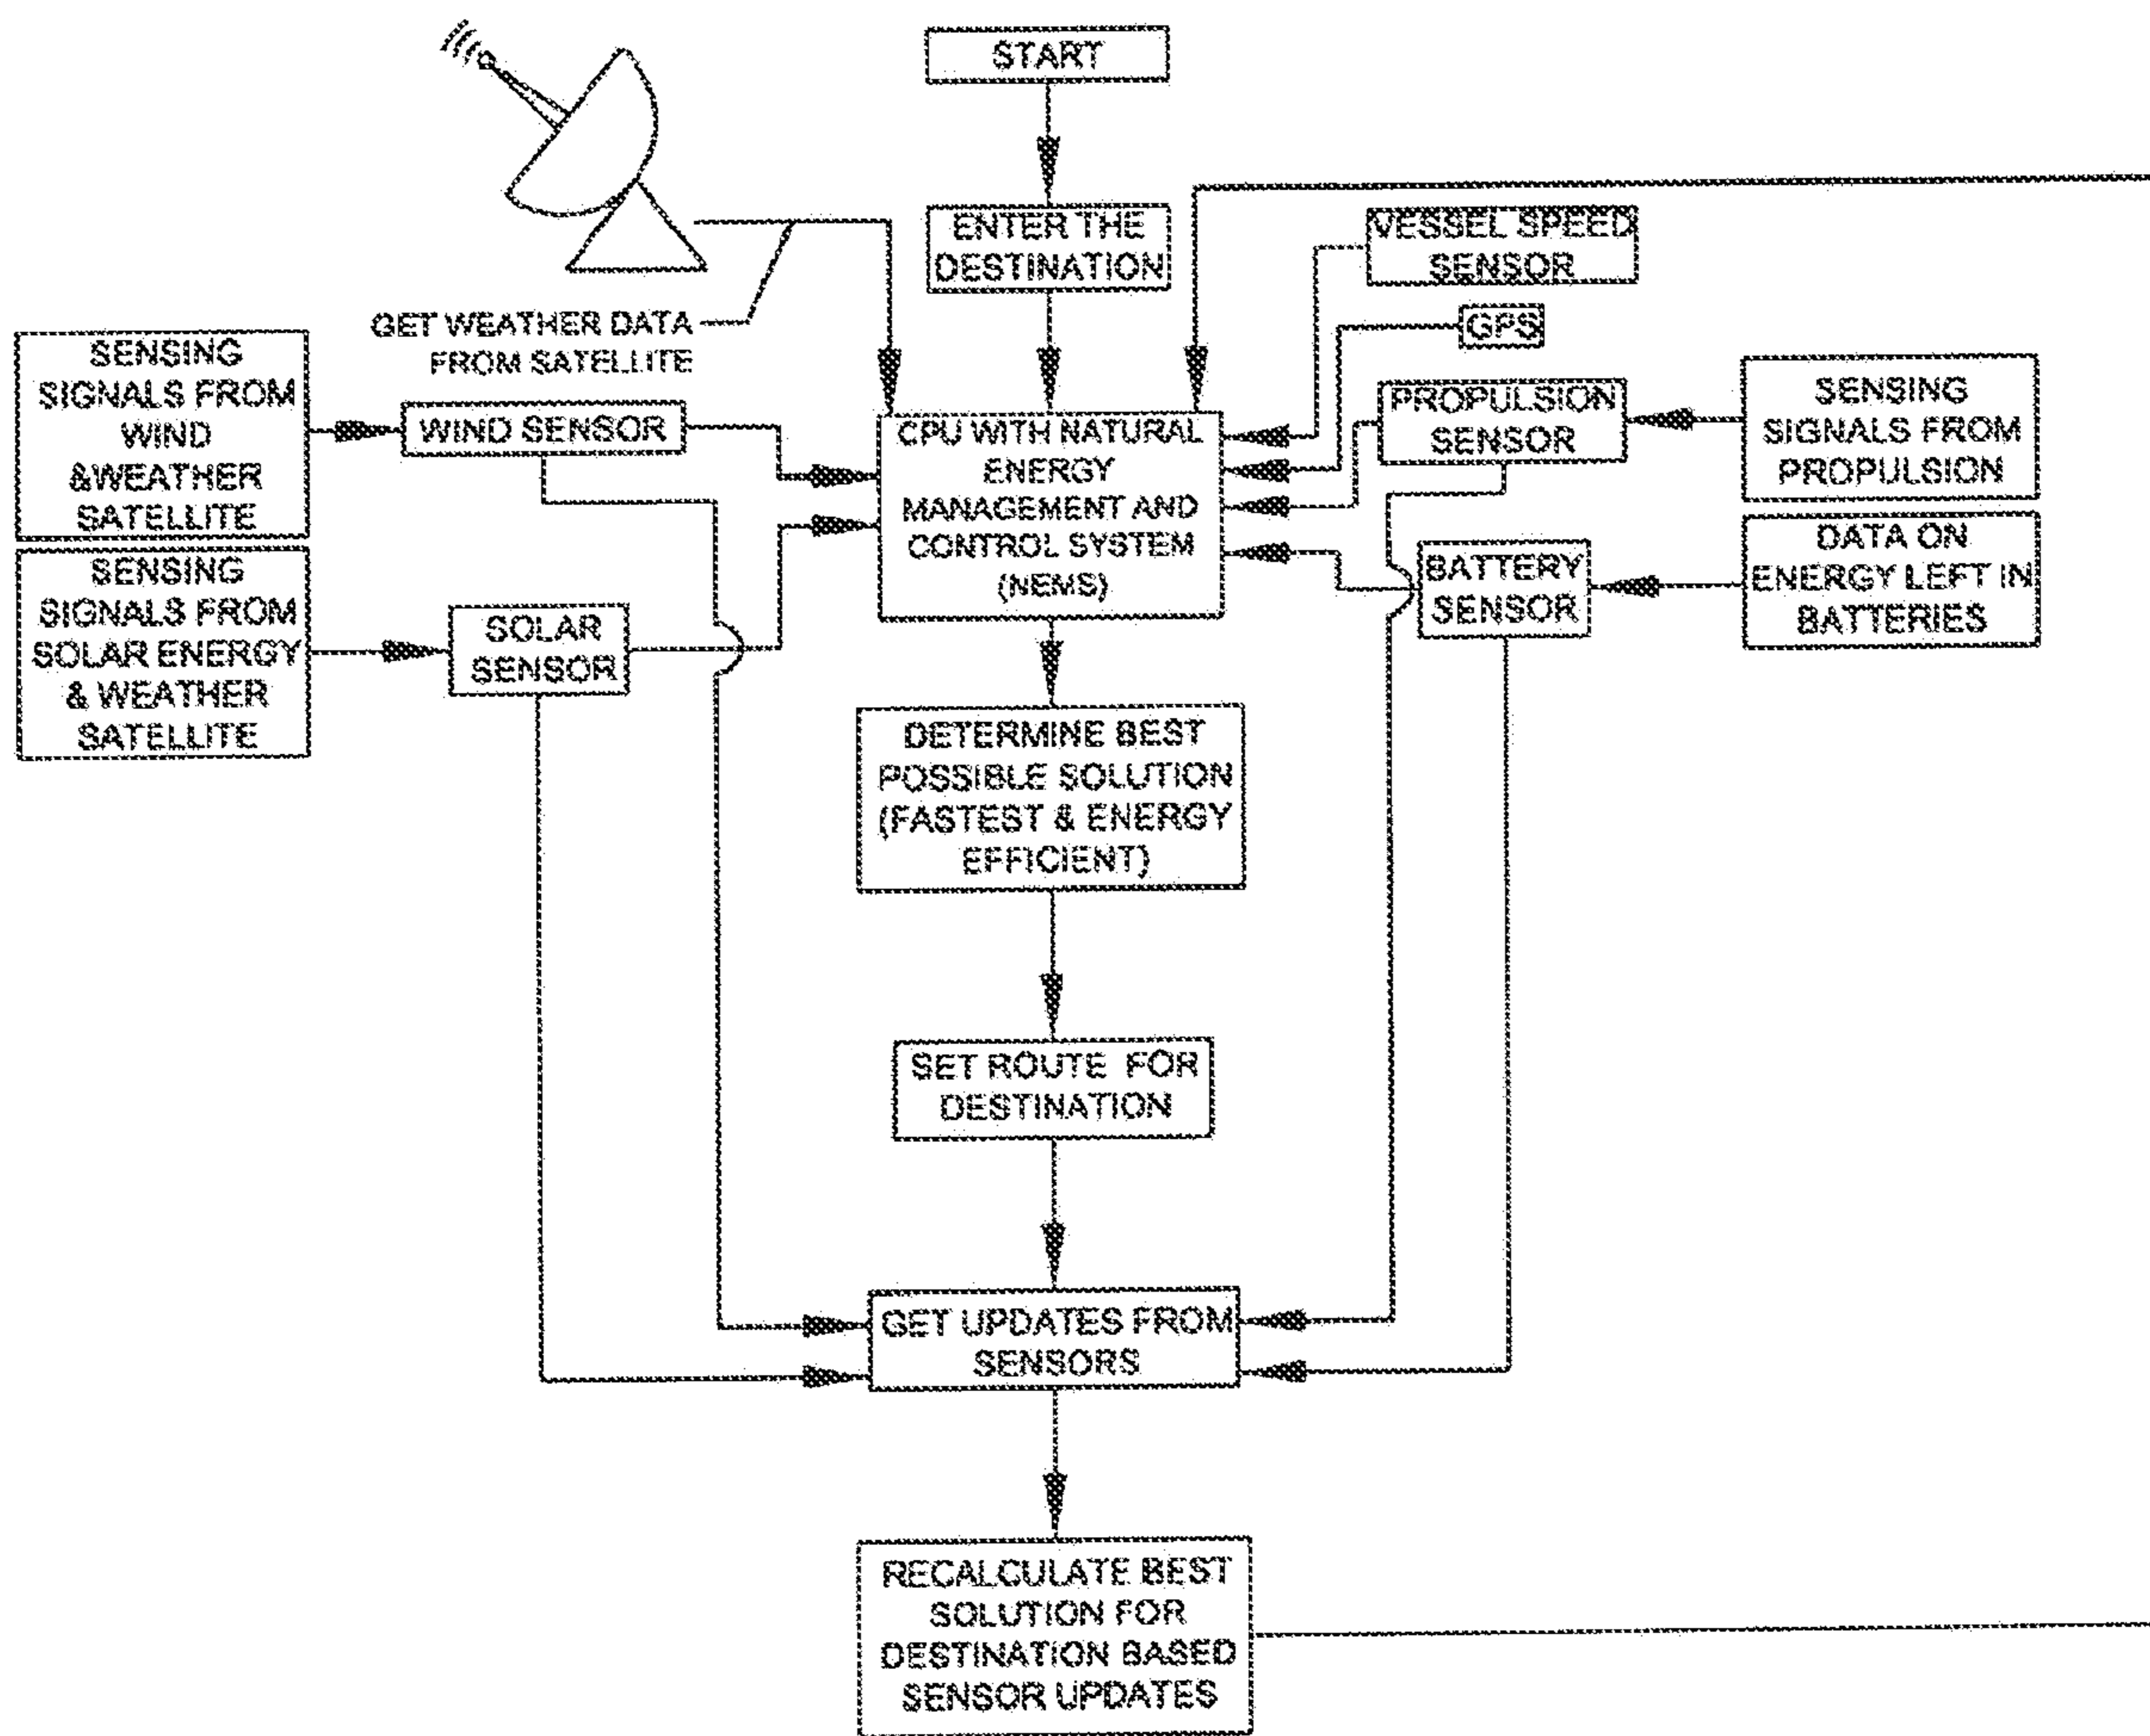 START
ENTER THE
DESTINATION
VESSEL SPEED
SENSOR
GPS
GET WEATHER DATA
FROM SATELLITE
SENSING
SIGNALS FROM
WIND
&WEATHER
SATELLITE
WIND SENSOR
CPU WITH NATURAL
ENERGY
MANAGEMENT AND
CONTROL SYSTEM
(NEMS)
PROPULSION
SENSOR
SENSING
SIGNALS FROM
PROPULSION
SENSING
SIGNALS FROM
SOLAR ENERGY
& WEATHER
SATELLITE
SOLAR
SENSOR
BATTERY
SENSOR
DATA ON
ENERGY LEFT IN
BATTERIES
DETERMINE BEST
POSSIBLE SOLUTION
(FASTEST & ENERGY
EFFICIENT)
SET ROUTE FOR
DESTINATION
GET UPDATES FROM
SENSORS
RECALCULATE BEST
SOLUTION FOR
DESTINATION BASED
SENSOR UPDATES